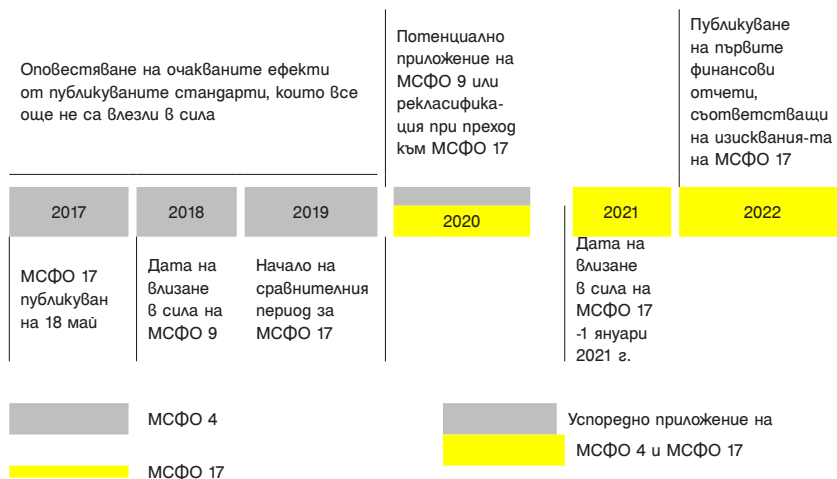 Оповестяване на очакваните ефекти
от публикуваните стандарти, които все
още не са влезли в сила
Потенциално
приложение на
МСФО 9 или
рекласифика-
ция при преход
към МСФО 17
Публикуване
на първите
финансови
отчети,
съответстващи
на изисквания-та
на МСФО 17
2017
2018
2019
2020
2021
2022
МСФО 17
публикуван
на 18 май
Дата на
влизане
в сила на
МСФО 9
Начало на
сравнителния
период за
МСФО 17
Дата на
влизане
в сила на
МСФО 17
-1 януари
2021 г.
МСФО 4
МСФО 17
Успоредно приложение на
МСФО 4 и МСФО 17